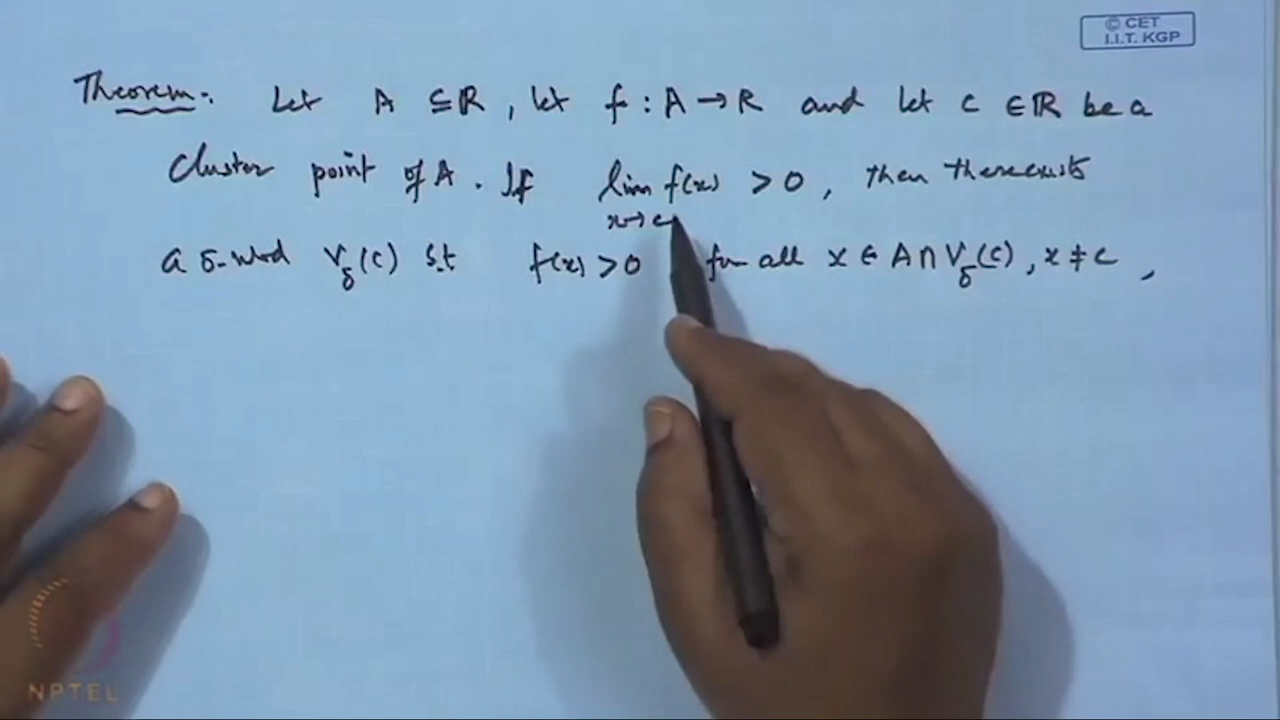 © CET
I.I.T. KGP
Theorem:. Let A ⊆ ℝ, let f : A → R and let c ∈ ℝ be a
Cluster point of A. If lim f(x) > 0, then there exists
x→c
a δ-nbd V_δ(c) s.t f(x) > 0 for all x ∈ A ∩ V_δ(c), x ≠ c,
NPTEL